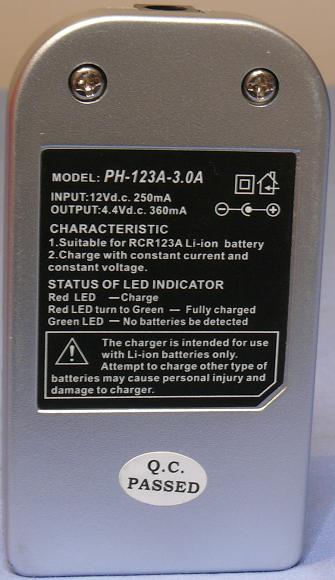 MODEL: PH-123A-3.0A
INPUT:12Vd.c. 250mA
OUTPUT:4.4Vd.c. 360mA
CHARACTERISTIC
1.Suitable for RCR123A Li-ion battery
2.Charge with constant current and
constant voltage.
STATUS OF LED INDICATOR
Red LED —Charge
Red LED turn to Green — Fully charged
Green LED — No batteries be detected
The charger is intended for use
with Li-ion batteries only.
Attempt to charge other type of
batteries may cause personal injury and
damage to charger.
Q.C.
PASSED